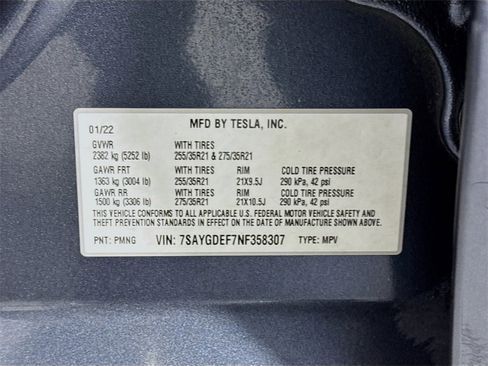 MFD BY TESLA, INC.
01/22
GVWR WITH TIRES
2382 kg (5252 lb) 255/35R21 & 275/35R21
GAWR FRT WITH TIRES RIM COLD TIRE PRESSURE
1363 kg (3004 lb) 255/35R21 21X9.5J 290 kPa, 42 psi
GAWR RR WITH TIRES RIM COLD TIRE PRESSURE
1500 kg (3306 lb) 275/35R21 21X10.5J 290 kPa, 42 psi
THIS VEHICLE CONFORMS TO ALL APPLICABLE U.S. FEDERAL MOTOR VEHICLE SAFETY AND
THEFT PREVENTION STANDARDS IN EFFECT ON THE DATE OF MANUFACTURE SHOWN ABOVE.
PNT: PMNG VIN: 7SAYGDEF7NF358307 TYPE: MPV